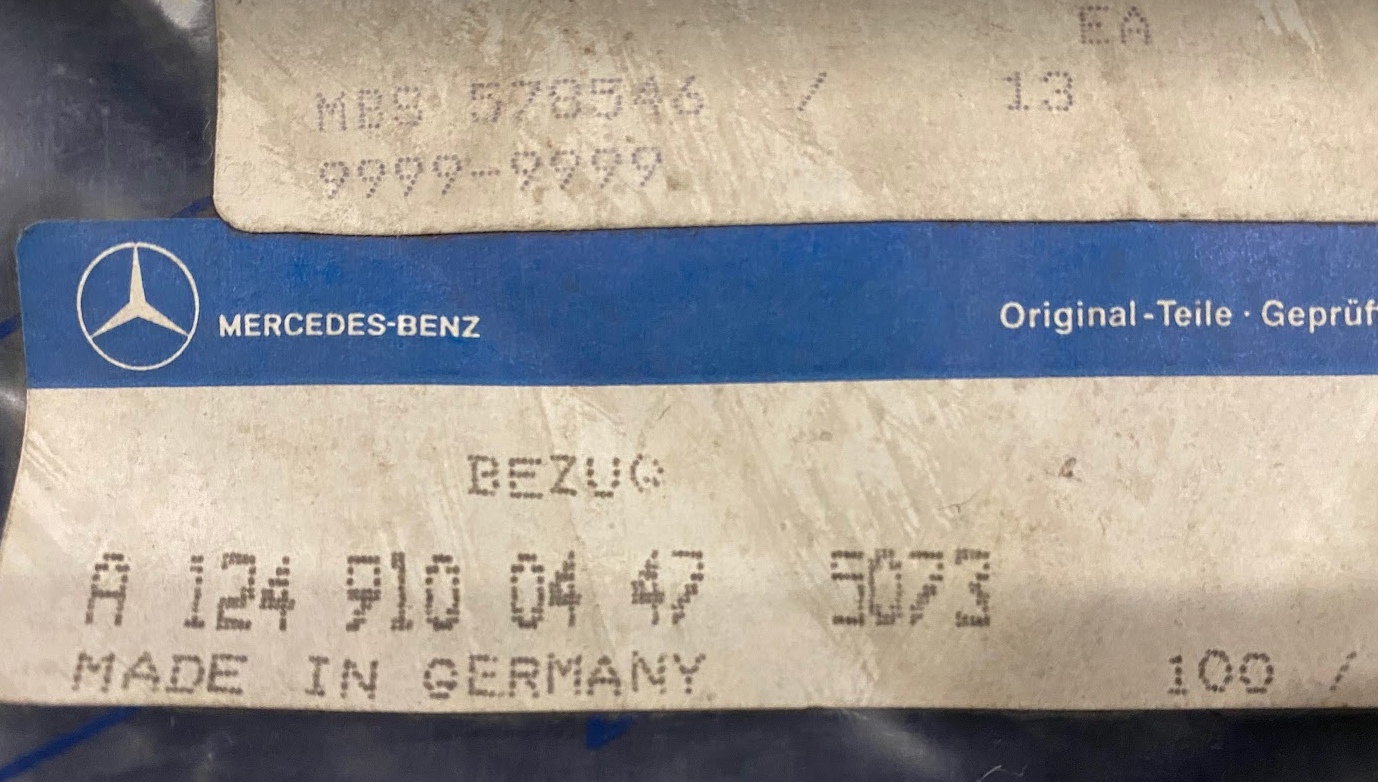 EA
MBS 578546 / 13
9999-9999
MERCEDES-BENZ Original-Teile · Geprüf
BEZUG
A 124 910 04 47 5073
MADE IN GERMANY 100 /